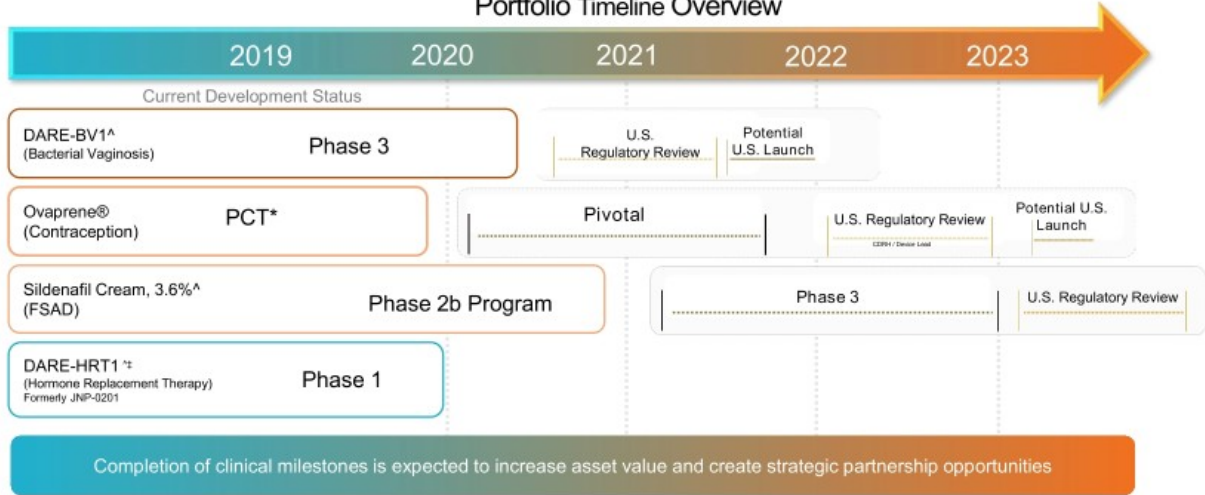 Portfolio Timeline Overview
2019 2020 2021 2022 2023
Current Development Status
DARE-BV1^
(Bacterial Vaginosis)
Phase 3
U.S.
Regulatory Review
Potential
U.S. Launch
Ovaprene®
(Contraception)
PCT*
Pivotal
U.S. Regulatory Review
CDRH / Device Lead
Potential U.S.
Launch
Sildenafil Cream, 3.6%^
(FSAD)
Phase 2b Program
Phase 3
U.S. Regulatory Review
DARE-HRT1 ^‡
(Hormone Replacement Therapy)
Formerly JNP-0201
Phase 1
Completion of clinical milestones is expected to increase asset value and create strategic partnership opportunities